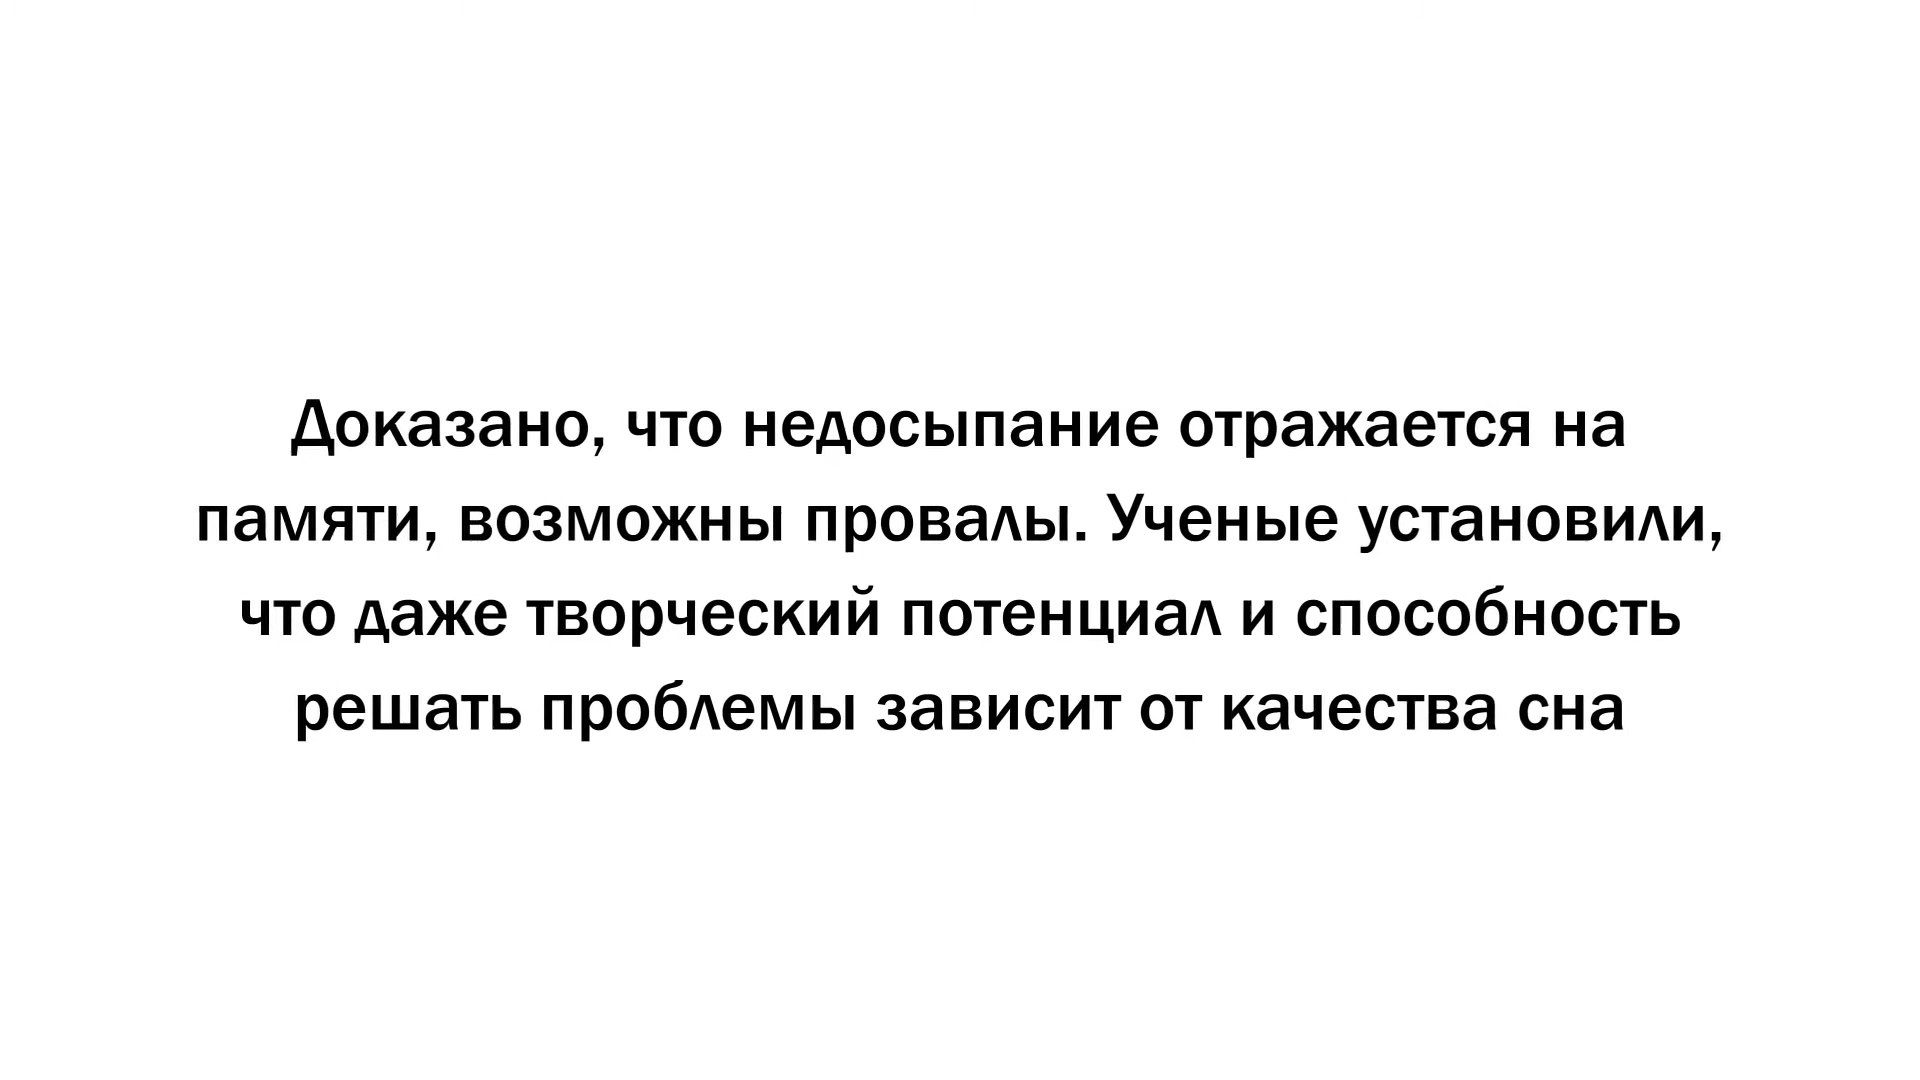 Доказано, что недосыпание отражается на
памяти, возможны провалы. Ученые установили,
что даже творческий потенциал и способность
решать проблемы зависит от качества сна